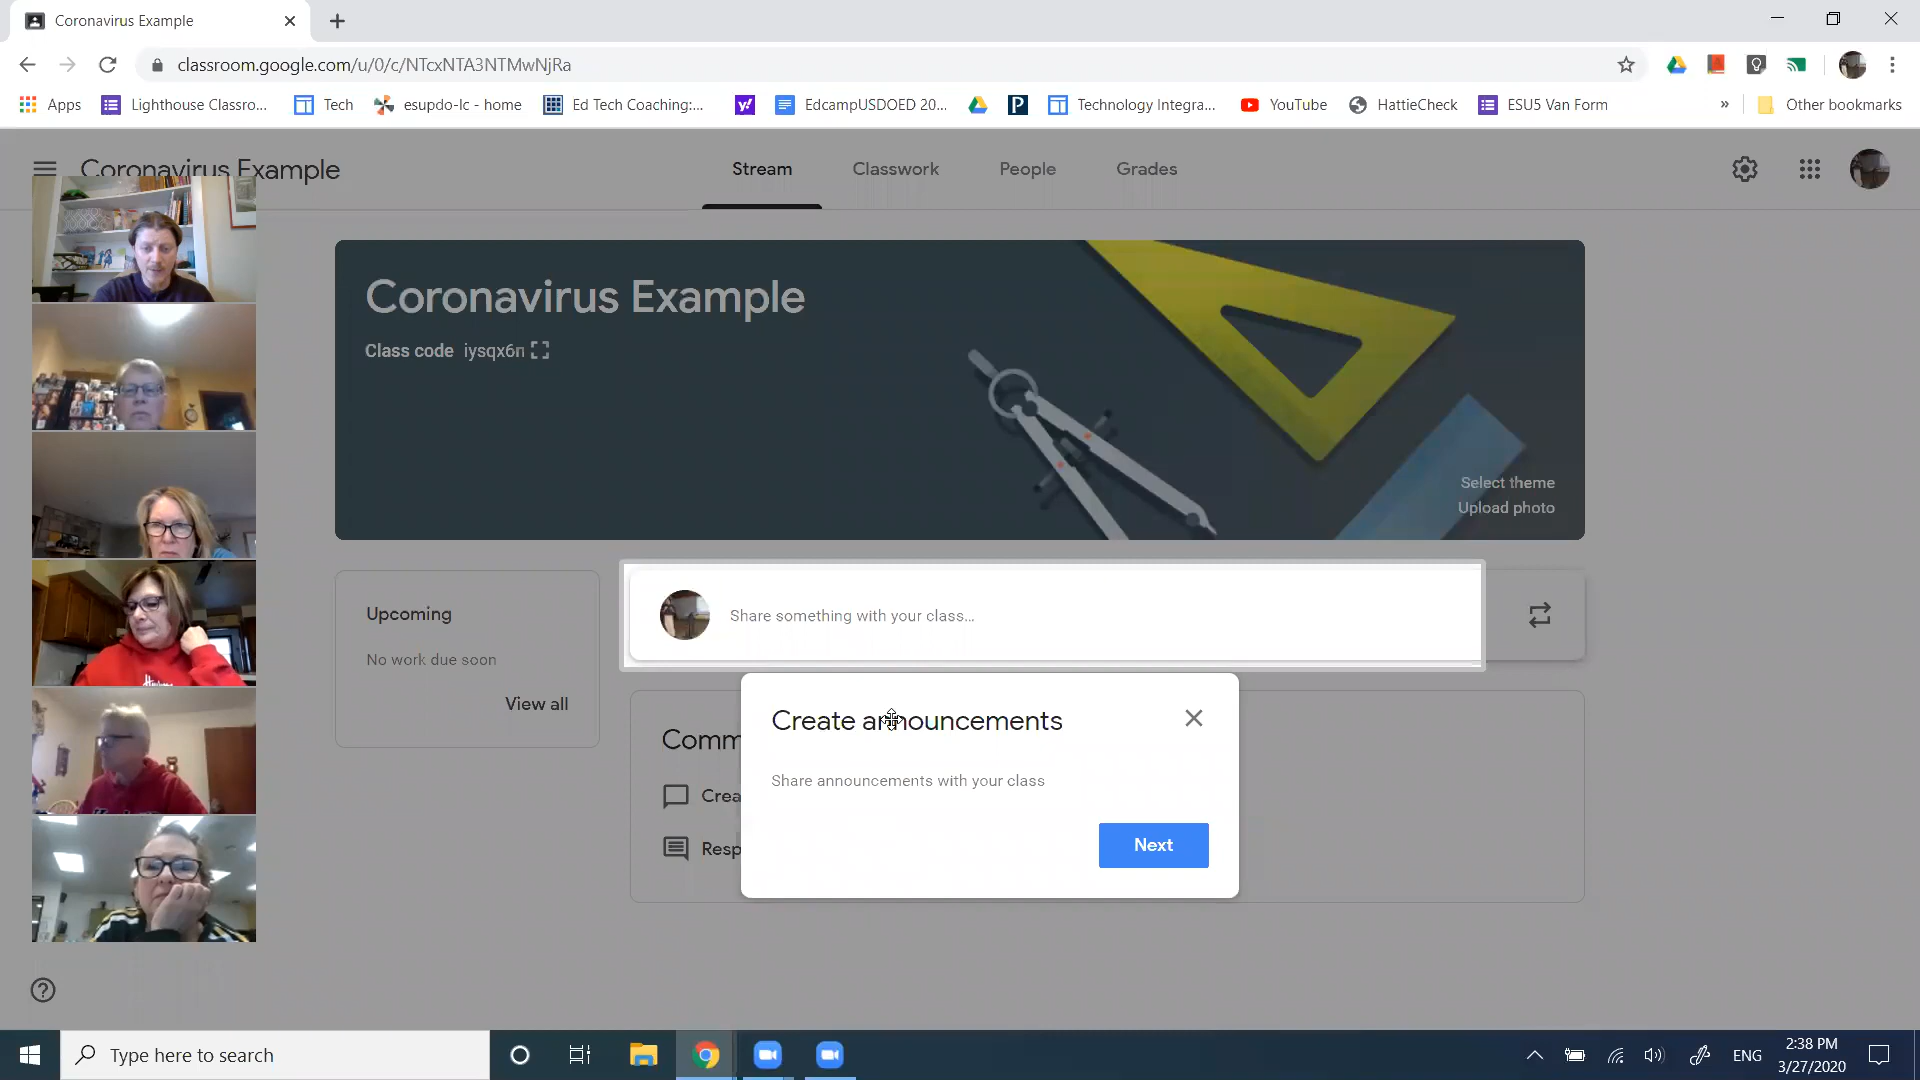 Coronavirus Example
classroom.google.com/u/0/c/NTcxNTA3NTMwNjRa
Apps
Lighthouse Classro...
Tech
esupdo-lc - home
Ed Tech Coaching:...
EdcampUSDOED 20...
Technology Integra...
YouTube
HattieCheck
ESU5 Van Form
»
Other bookmarks
Coronavirus Example
Stream
Classwork
People
Grades
Coronavirus Example
Class code iysqx6n
Select theme
Upload photo
Upcoming
No work due soon
View all
Share something with your class...
Comm
Crea
Resp
Create announcements
Share announcements with your class
Next
Type here to search
ENG
2:38 PM
3/27/2020